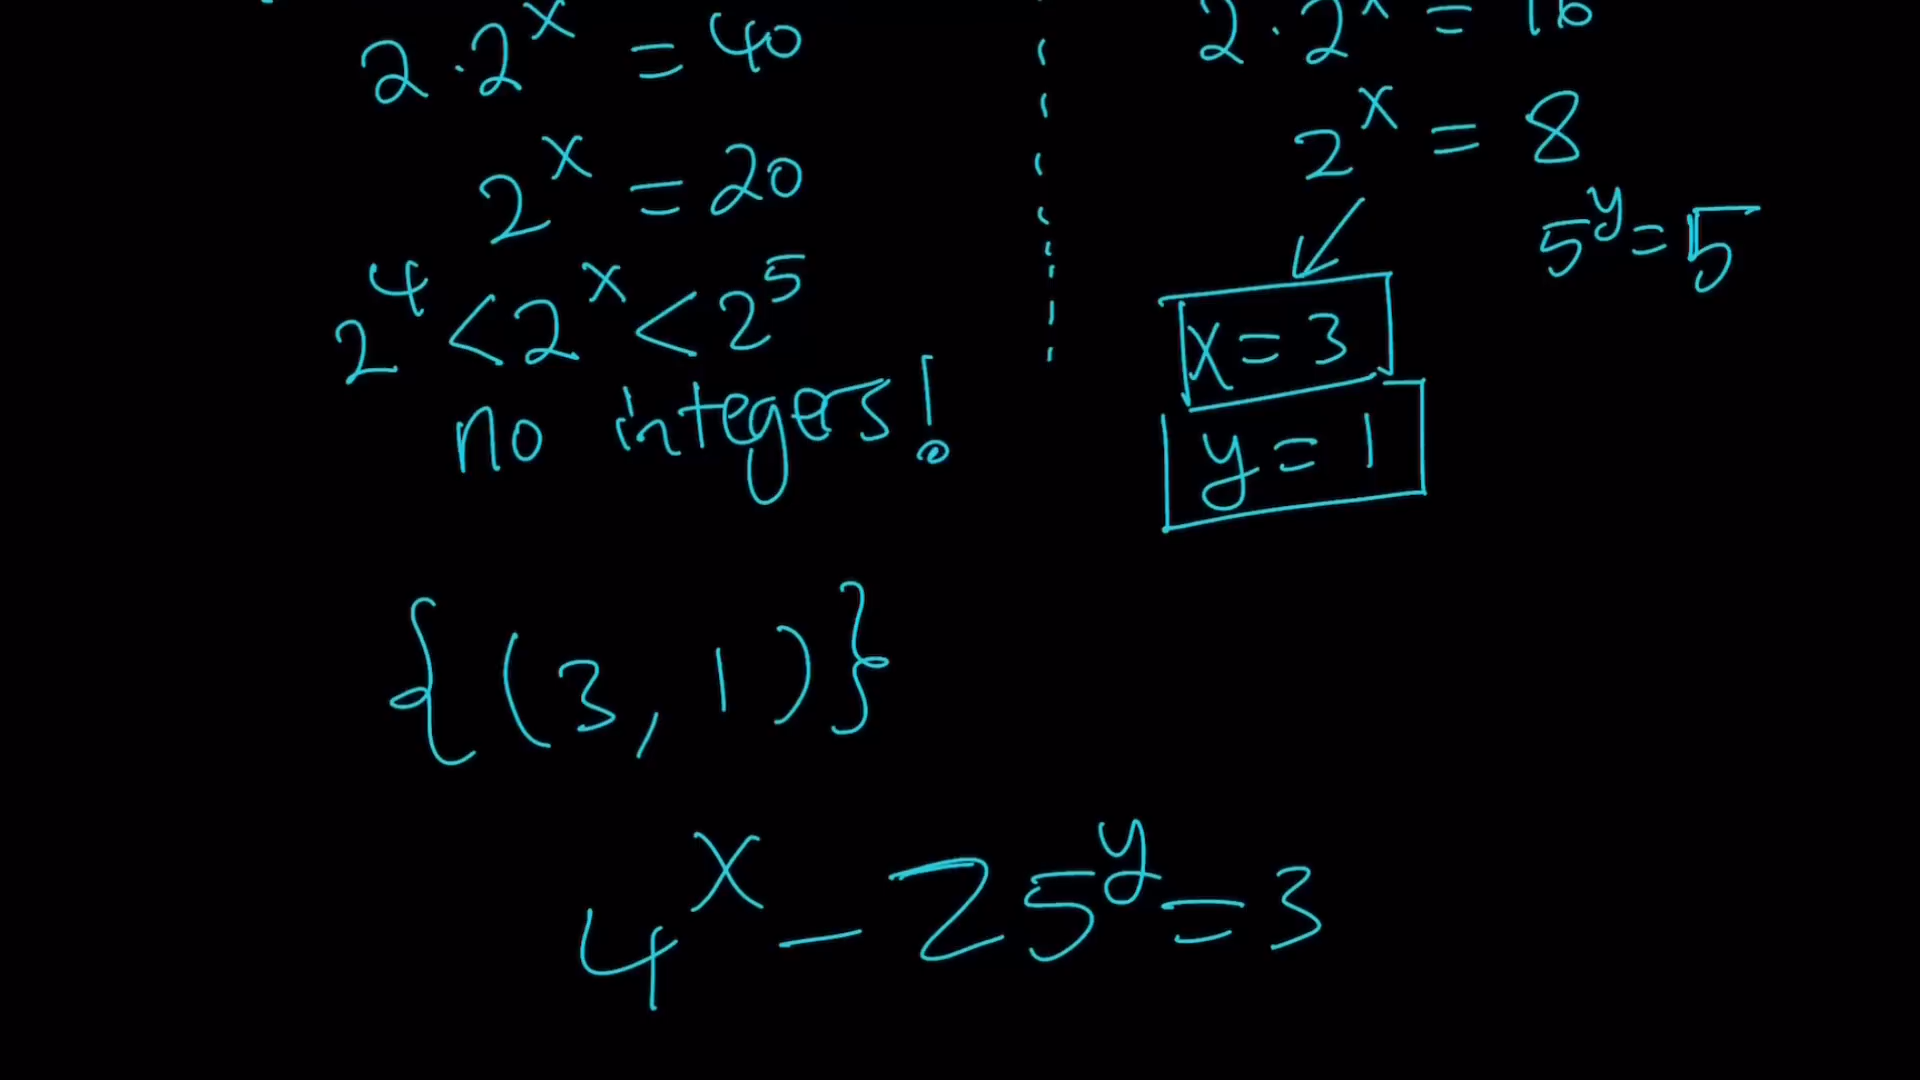 2·2^x = 40
2^x = 20
2^4 < 2^x < 2^5
no integers!
2·2^x = 16
2^x = 8
5^y = 5
x = 3
y = 1
{(3, 1)}
4^x - 25^y = 3